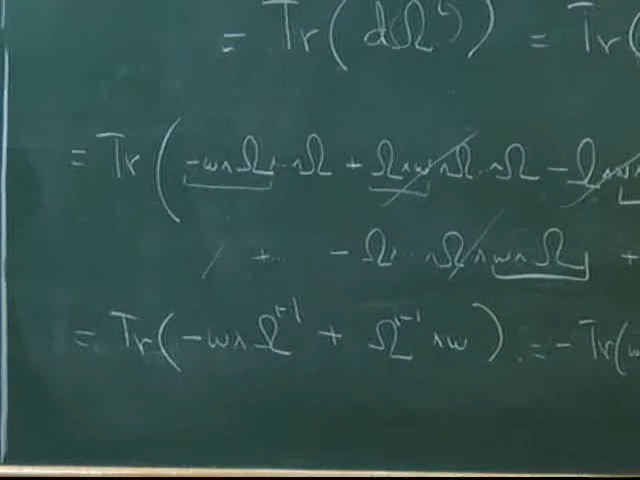 = Tr( dΩ^r ) = Tr(
= Tr( -ω∧Ω∧..∧Ω + Ω∧ω∧Ω..∧Ω - Ω∧ω
+.. - Ω∧..∧Ω∧ω∧Ω +
= Tr( -ω∧Ω^{r-1} + Ω^{r-1}∧ω ) = - Tr(ω